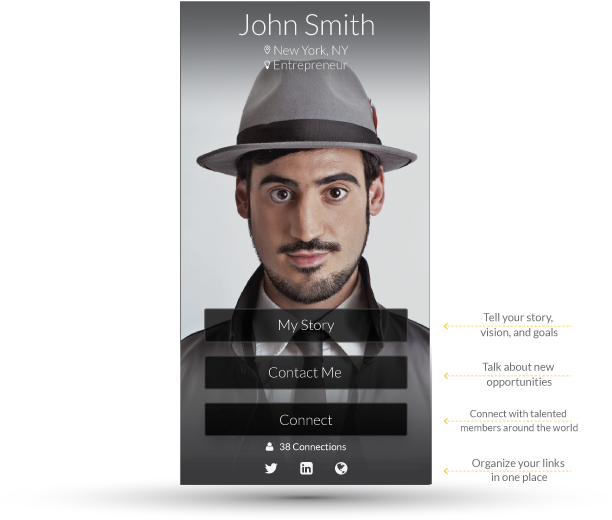 John Smith
New York, NY
Entrepreneur
My Story
Contact Me
Connect
38 Connections
Tell your story,
vision, and goals
Talk about new
opportunities
Connect with talented
members around the world
Organize your links
in one place